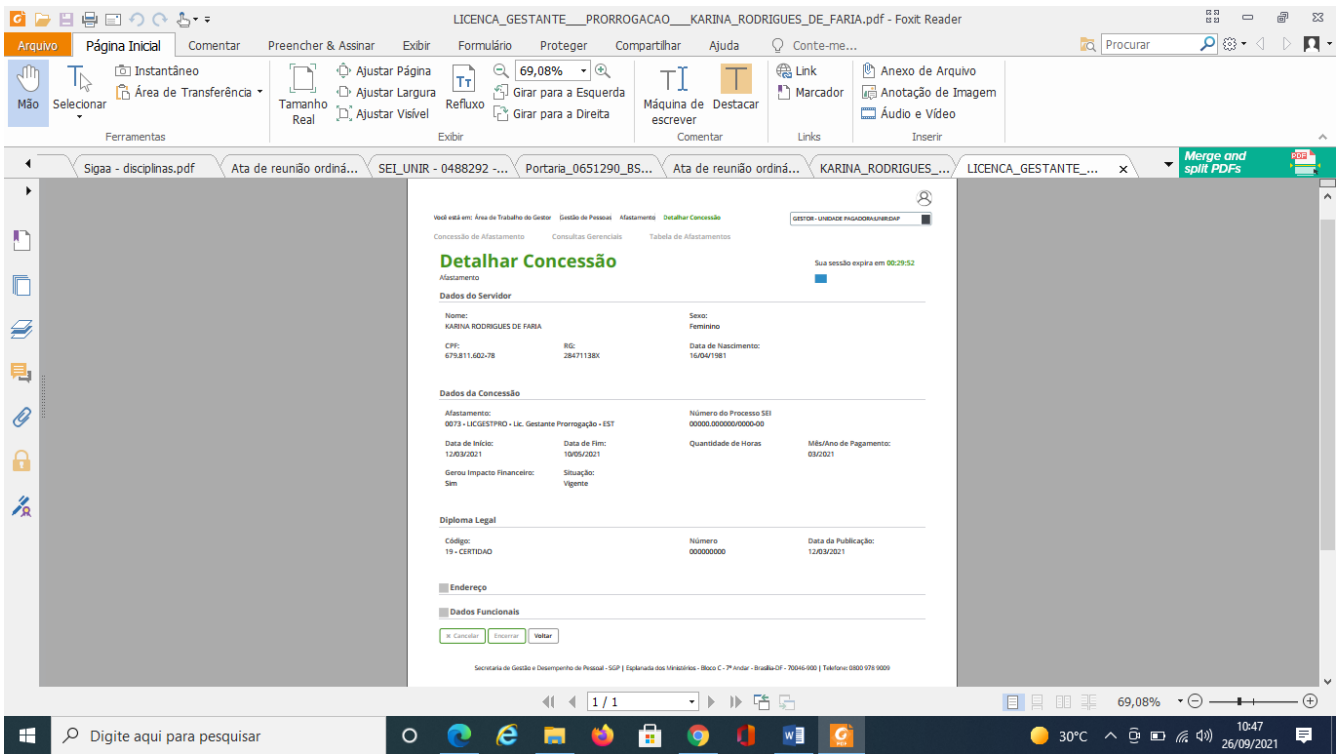 LICENCA_GESTANTE___PRORROGACAO___KARINA_RODRIGUES_DE_FARIA.pdf - Foxit Reader
Arquivo Página Inicial Comentar Preencher & Assinar Exibir Formulário Proteger Compartilhar Ajuda Conte-me... Procurar
Mão
Selecionar
Instantâneo
Área de Transferência
Ferramentas
Tamanho Real
Ajustar Página
Ajustar Largura
Ajustar Visível
Refluxo
69,08%
Girar para a Esquerda
Girar para a Direita
Exibir
Máquina de escrever
Destacar
Comentar
Link
Marcador
Links
Anexo de Arquivo
Anotação de Imagem
Áudio e Vídeo
Inserir
Sigaa - disciplinas.pdf Ata de reunião ordiná... SEI_UNIR - 0488292 -... Portaria_0651290_BS... Ata de reunião ordiná... KARINA_RODRIGUES_... LICENCA_GESTANTE_... x
Merge and
split PDFs
Você está em: Área de Trabalho do Gestor Gestão de Pessoas Afastamento Detalhar Concessão
GESTOR - UNIDADE PAGADORA/UNIR/DAP
Concessão de Afastamento Consultas Gerenciais Tabela de Afastamentos
Detalhar Concessão
Sua sessão expira em 00:29:52
Afastamento
Dados do Servidor
Nome: Sexo:
KARINA RODRIGUES DE FARIA Feminino
CPF: RG: Data de Nascimento:
679.811.602-78 28471138X 16/04/1981
Dados da Concessão
Afastamento: Número do Processo SEI
0073 - LICGESTPRO - Lic. Gestante Prorrogação - EST 00000.000000/0000-00
Data de Início: Data de Fim: Quantidade de Horas Mês/Ano de Pagamento:
12/03/2021 10/05/2021 03/2021
Gerou Impacto Financeiro: Situação:
Sim Vigente
Diploma Legal
Código: Número Data da Publicação:
19 - CERTIDAO 000000000 12/03/2021
Endereço
Dados Funcionais
× Cancelar Encerrar Voltar
Secretaria de Gestão e Desempenho de Pessoal - SGP | Esplanada dos Ministérios - Bloco C - 7º Andar - Brasília-DF - 70046-900 | Telefone: 0800 978 9009
1 / 1
69,08%
Digite aqui para pesquisar
30°C
10:47
26/09/2021